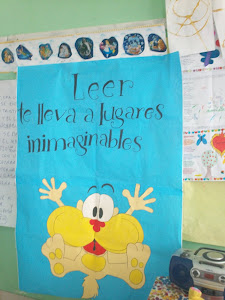 Leer
te lleva a lugares
inimaginables